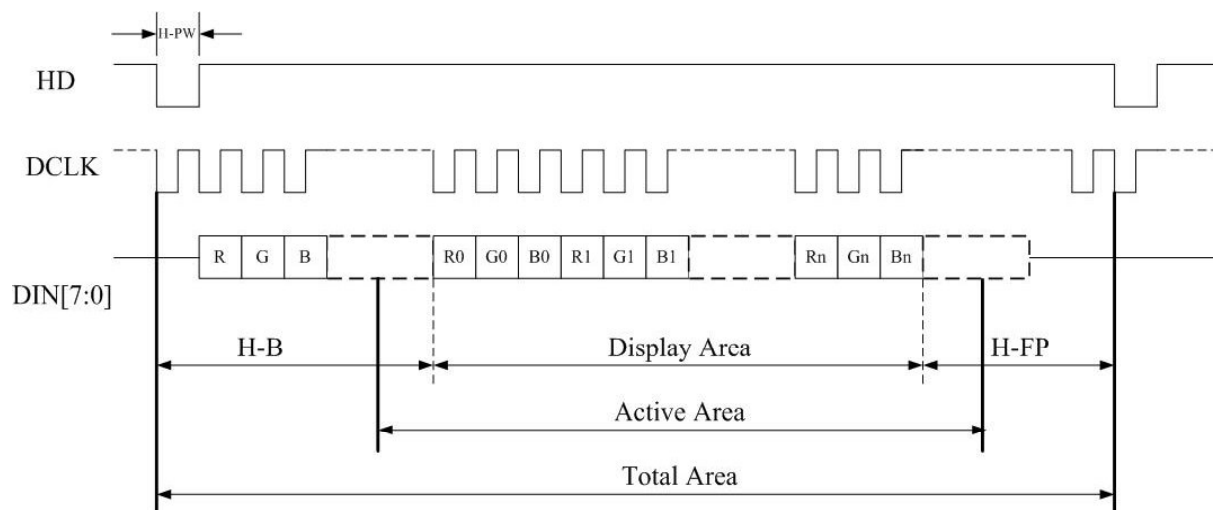 H-PW
HD
DCLK
R G B R0 G0 B0 R1 G1 B1 Rn Gn Bn
DIN[7:0]
H-B Display Area H-FP
Active Area
Total Area